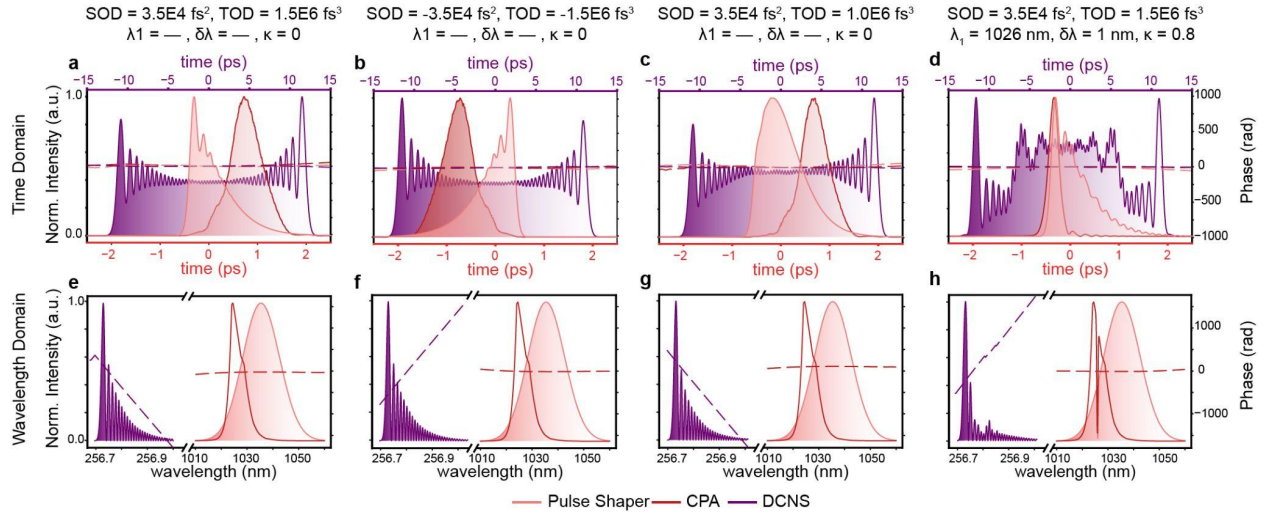 SOD = 3.5E4 fs², TOD = 1.5E6 fs³
λ1 = — , δλ = — , κ = 0
SOD = -3.5E4 fs², TOD = -1.5E6 fs³
λ1 = — , δλ = — , κ = 0
SOD = 3.5E4 fs², TOD = 1.0E6 fs³
λ1 = — , δλ = — , κ = 0
SOD = 3.5E4 fs², TOD = 1.5E6 fs³
λ₁ = 1026 nm, δλ = 1 nm, κ = 0.8
a time (ps) b time (ps) c time (ps) d time (ps)
−15 −10 −5 0 5 10 15 −15 −10 −5 0 5 10 15 −15 −10 −5 0 5 10 15 −15 −10 −5 0 5 10 15
Time Domain
Norm. Intensity (a.u.)
1.0
0.0
1000
500
0
−500
−1000
Phase (rad)
−2 −1 0 1 2 −2 −1 0 1 2 −2 −1 0 1 2 −2 −1 0 1 2
time (ps) time (ps) time (ps) time (ps)
e f g h
Wavelength Domain
Norm. Intensity (a.u.)
1.0
0.0
1000
0
−1000
Phase (rad)
256.7 256.9 1010 1030 1050 256.7 256.9 1010 1030 1050 256.7 256.9 1010 1030 1050 256.7 256.9 1010 1030 1050
wavelength (nm) wavelength (nm) wavelength (nm) wavelength (nm)
Pulse Shaper CPA DCNS